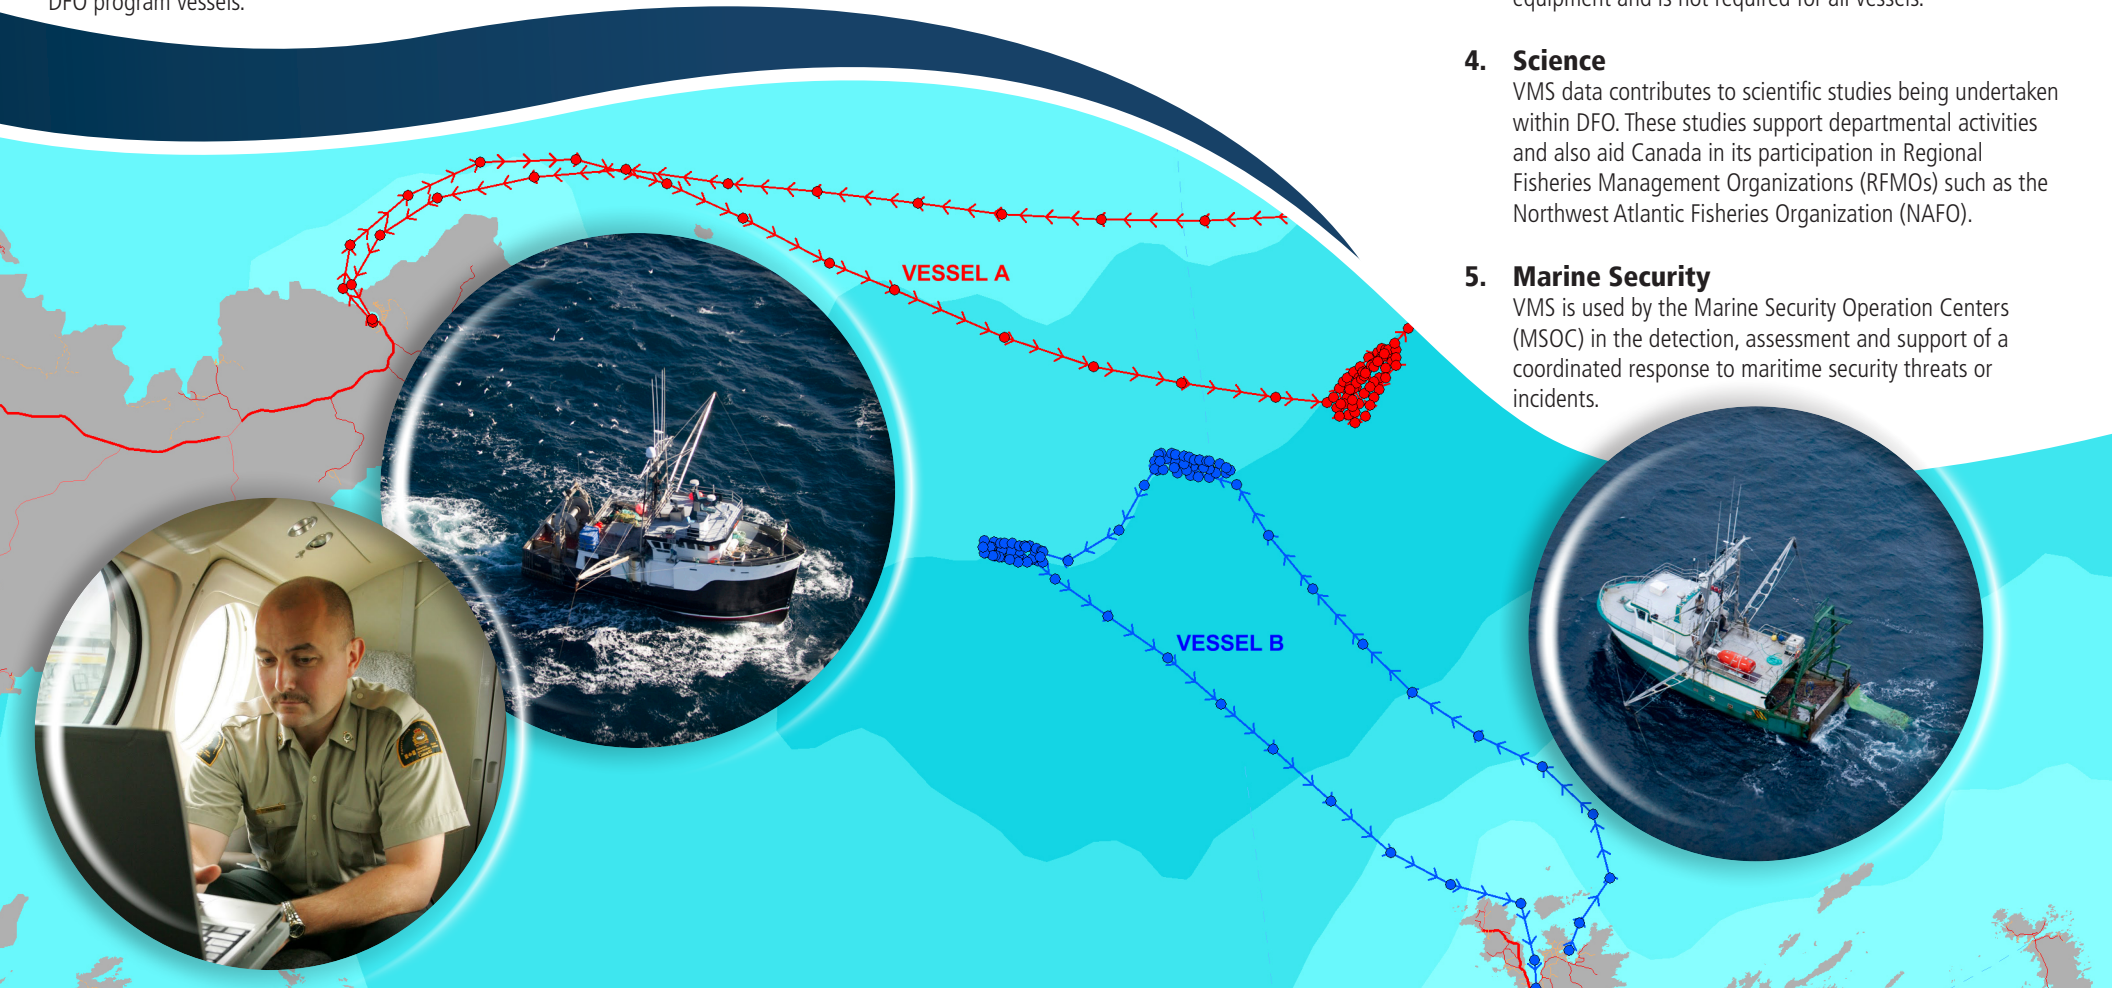 DFO program vessels.
equipment and is not required for all vessels.
4. Science
VMS data contributes to scientific studies being undertaken
within DFO. These studies support departmental activities
and also aid Canada in its participation in Regional
Fisheries Management Organizations (RFMOs) such as the
Northwest Atlantic Fisheries Organization (NAFO).
5. Marine Security
VMS is used by the Marine Security Operation Centers
(MSOC) in the detection, assessment and support of a
coordinated response to maritime security threats or
incidents.
VESSEL A
VESSEL B